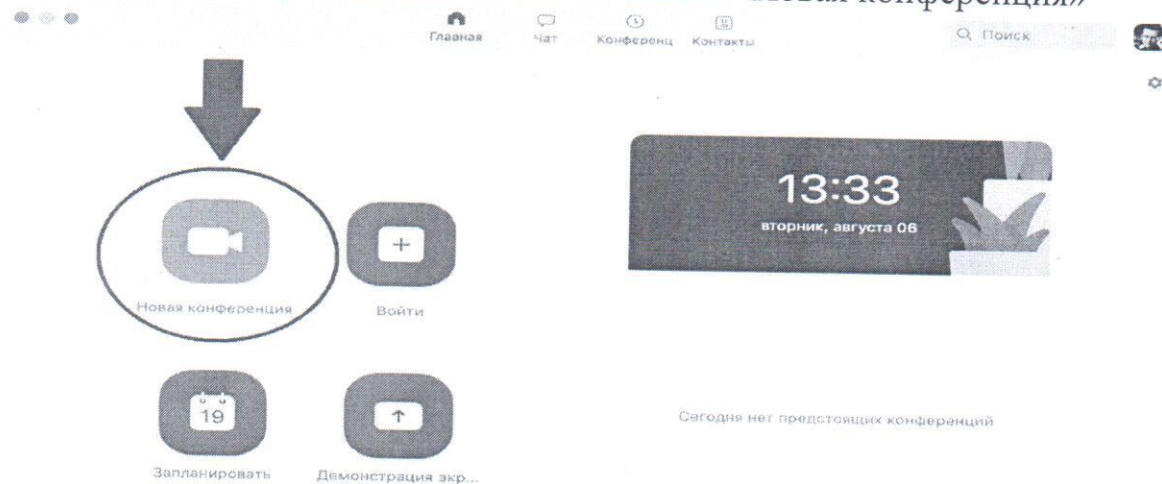 конференция»
Главная
Чат
Конференц
Контакты
Поиск
13:33
вторник, августа 06
Новая конференция
Войти
19
Запланировать
Демонстрация экр...
Сегодня нет предстоящих конференций